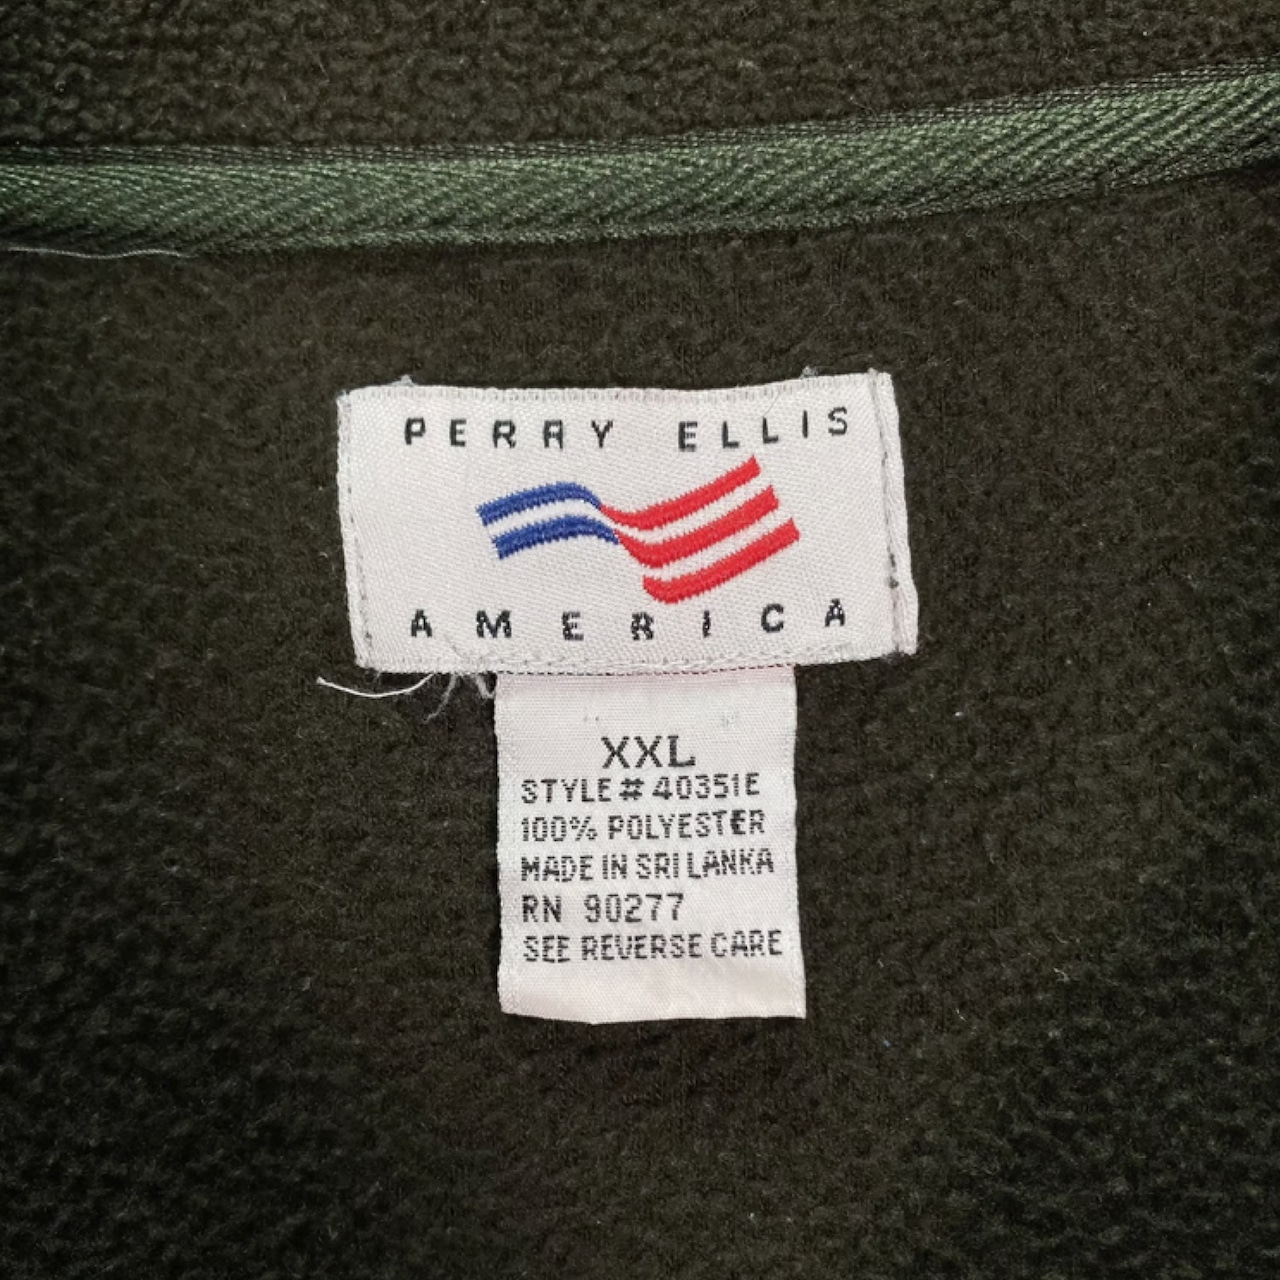 PERRY ELLIS
AMERICA
XXL
STYLE # 40351E
100% POLYESTER
MADE IN SRI LANKA
RN 90277
SEE REVERSE CARE